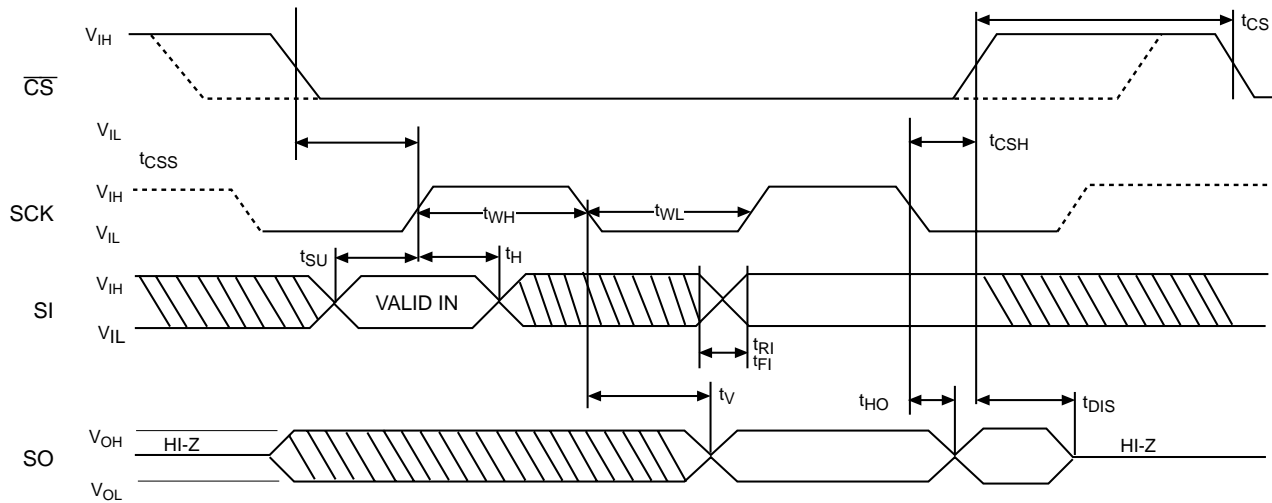 V_IH
t_CS
CS
V_IL
t_CSH
t_CSS
V_IH
SCK
t_WH
t_WL
V_IL
t_SU
t_H
V_IH
SI
VALID IN
V_IL
t_RI
t_FI
t_V
t_HO
t_DIS
V_OH
HI-Z
HI-Z
SO
V_OL